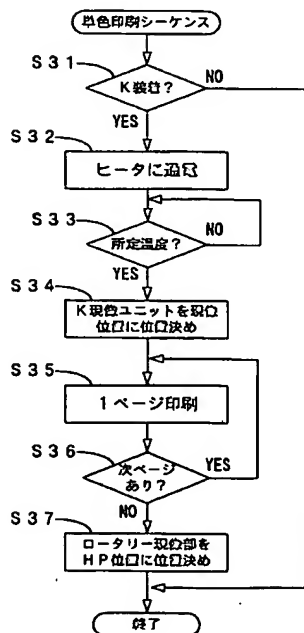 単色印刷シーケンス
S31
K装着?
NO
YES
S32
ヒータに通電
S33
所定温度?
NO
YES
S34
K現像ユニットを現像
位置に位置決め
S35
1ページ印刷
S36
次ページ
あり?
YES
NO
S37
ロータリー現像部を
HP位置に位置決め
終了